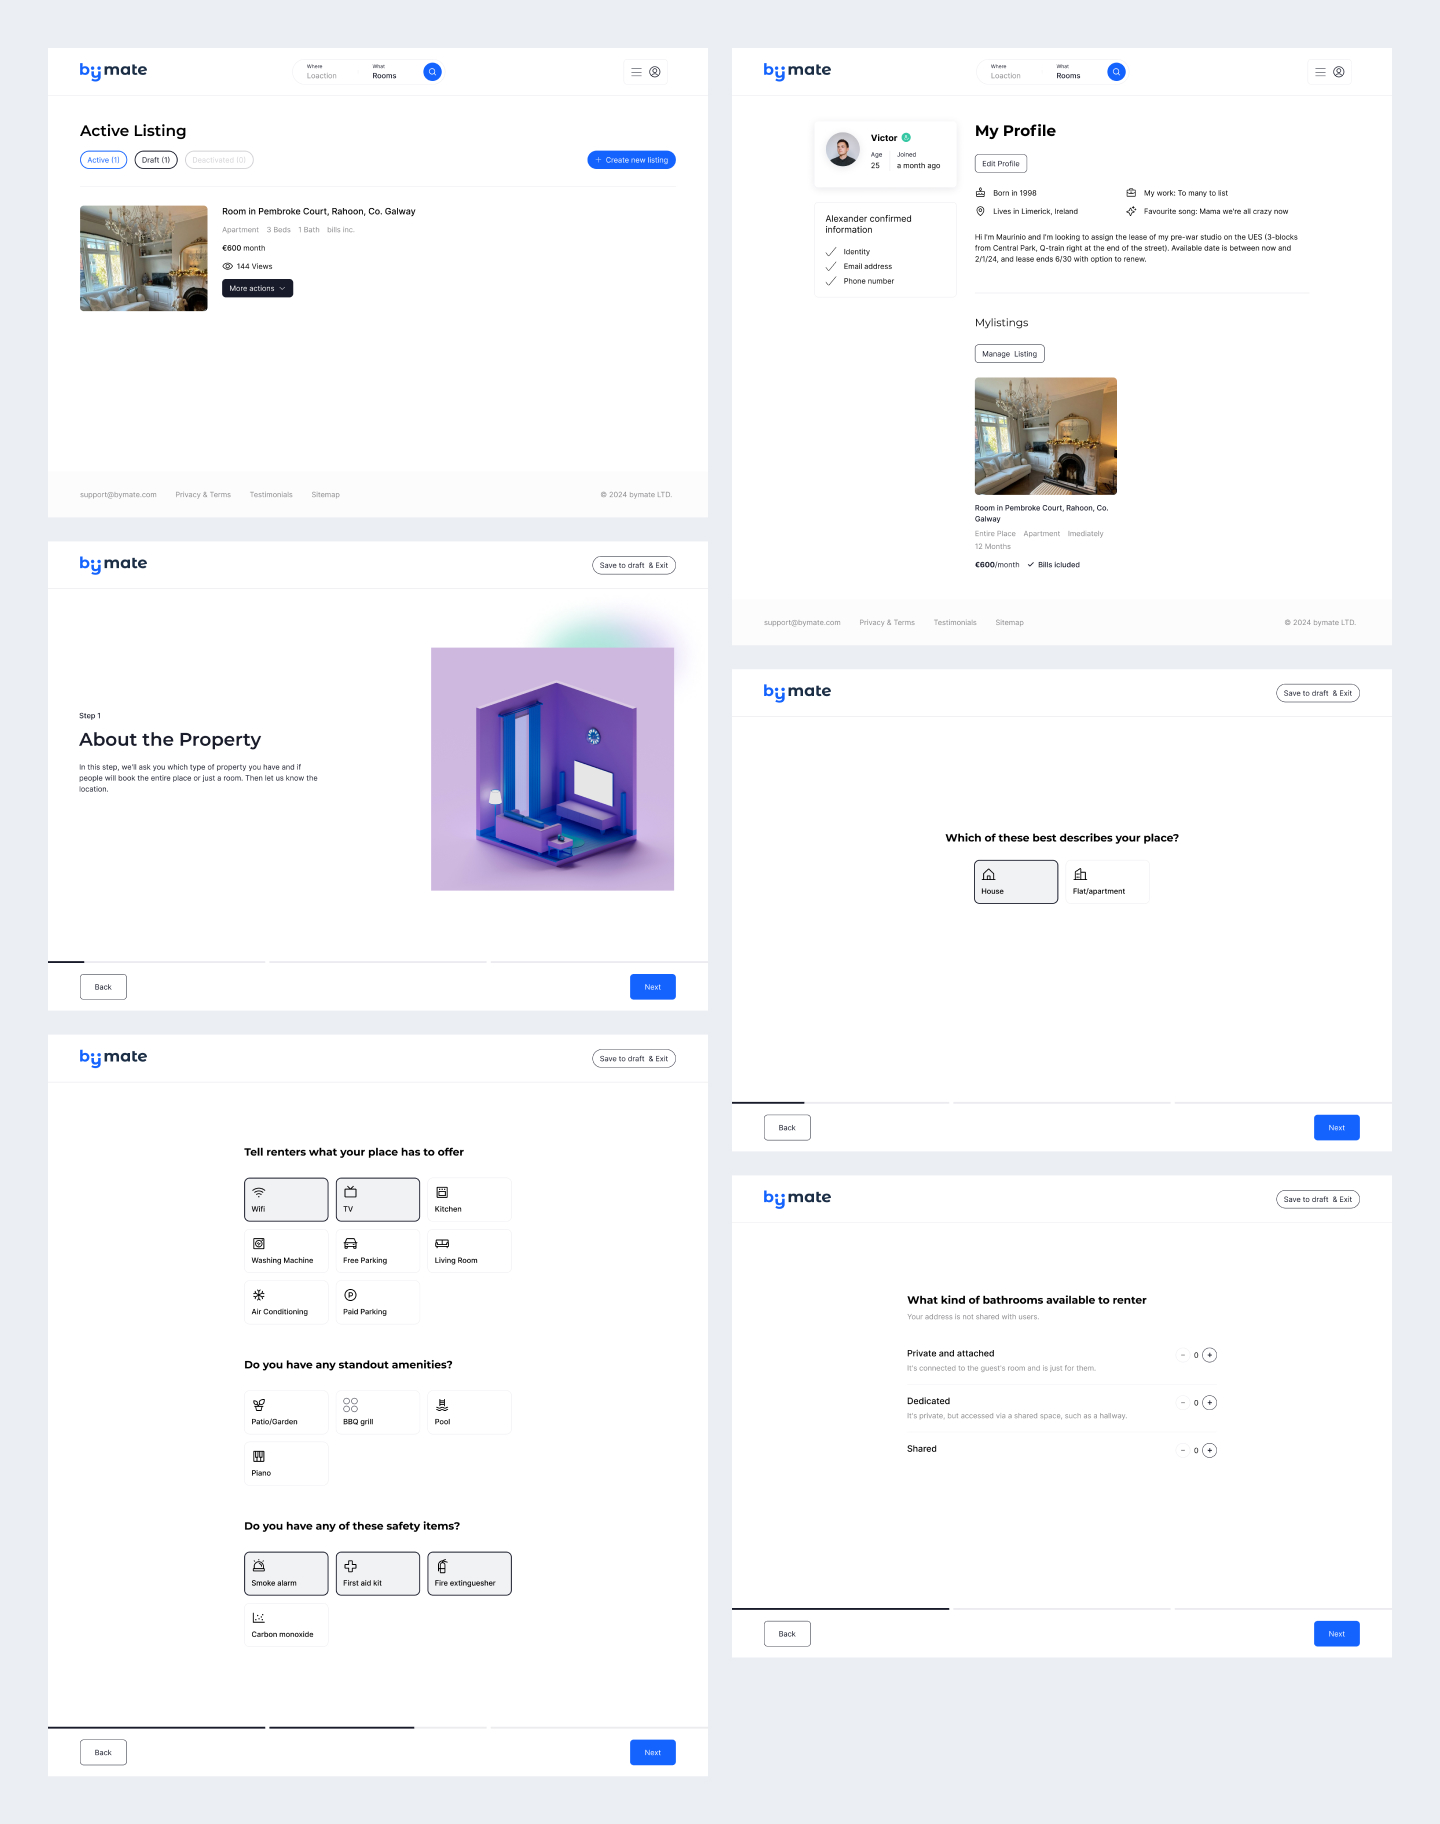 bymate
Where
Loaction
What
Rooms
Active Listing
Active (1)
Draft (1)
Deactivated (0)
+ Create new listing
Room in Pembroke Court, Rahoon, Co. Galway
Apartment 3 Beds 1 Bath bills inc.
€600 month
144 Views
More actions
support@bymate.com Privacy & Terms Testimonials Sitemap © 2024 bymate LTD.
bymate
Save to draft & Exit
Step 1
About the Property
In this step, we'll ask you which type of property you have and if
people will book the entire place or just a room. Then let us know the
location.
Back
Next
bymate
Save to draft & Exit
Tell renters what your place has to offer
Wifi
TV
Kitchen
Washing Machine
Free Parking
Living Room
Air Conditioning
Paid Parking
Do you have any standout amenities?
Patio/Garden
BBQ grill
Pool
Piano
Do you have any of these safety items?
Smoke alarm
First aid kit
Fire extinguesher
Carbon monoxide
Back
Next
bymate
Where
Loaction
What
Rooms
Victor
Age
25
Joined
a month ago
Alexander confirmed
information
Identity
Email address
Phone number
My Profile
Edit Profile
Born in 1998
My work: To many to list
Lives in Limerick, Ireland
Favourite song: Mama we're all crazy now
Hi I'm Maurinio and I'm looking to assign the lease of my pre-war studio on the UES (3-blocks
from Central Park, Q-train right at the end of the street). Available date is between now and
2/1/24, and lease ends 6/30 with option to renew.
Mylistings
Manage Listing
Room in Pembroke Court, Rahoon, Co.
Galway
Entire Place Apartment Imediately
12 Months
€600/month Bills icluded
support@bymate.com Privacy & Terms Testimonials Sitemap © 2024 bymate LTD.
bymate
Save to draft & Exit
Which of these best describes your place?
House
Flat/apartment
Back
Next
bymate
Save to draft & Exit
What kind of bathrooms available to renter
Your address is not shared with users.
Private and attached
It's connected to the guest's room and is just for them.
- 0 +
Dedicated
It's private, but accessed via a shared space, such as a hallway.
- 0 +
Shared
- 0 +
Back
Next